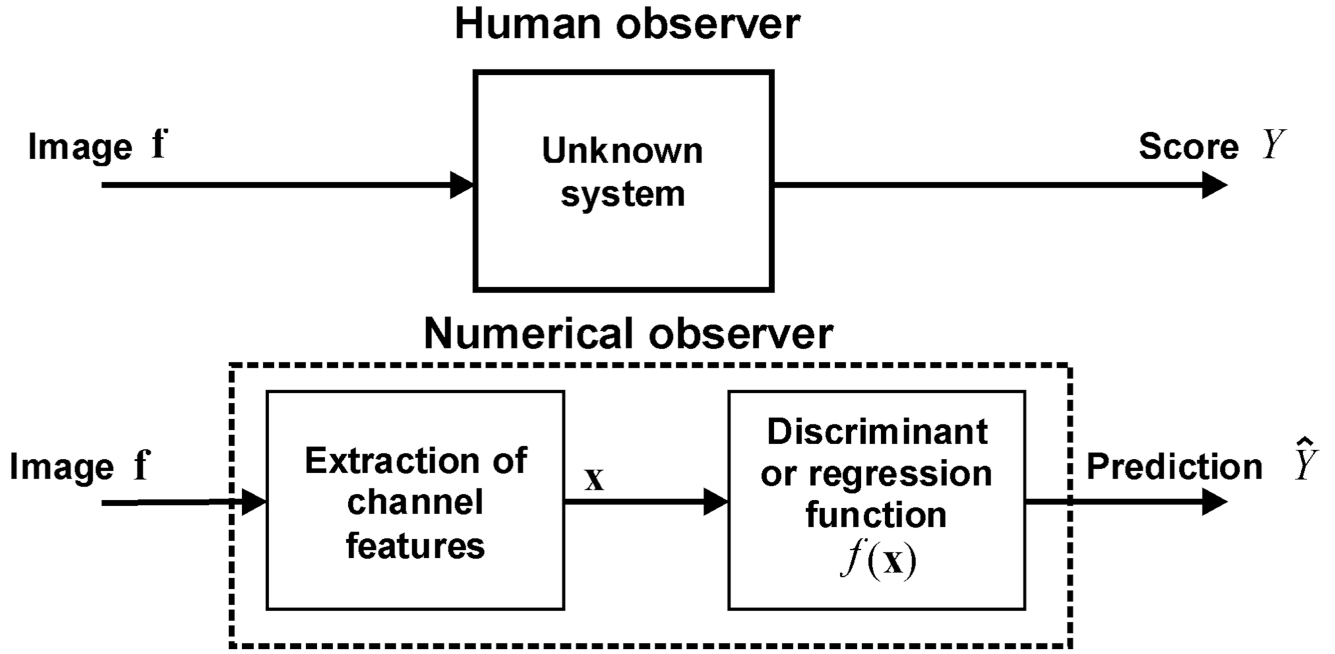 Human observer
Image f
Unknown
system
Score Y
Numerical observer
Image f
Extraction of
channel
features
x
Discriminant
or regression
function
f(x)
Prediction Ŷ